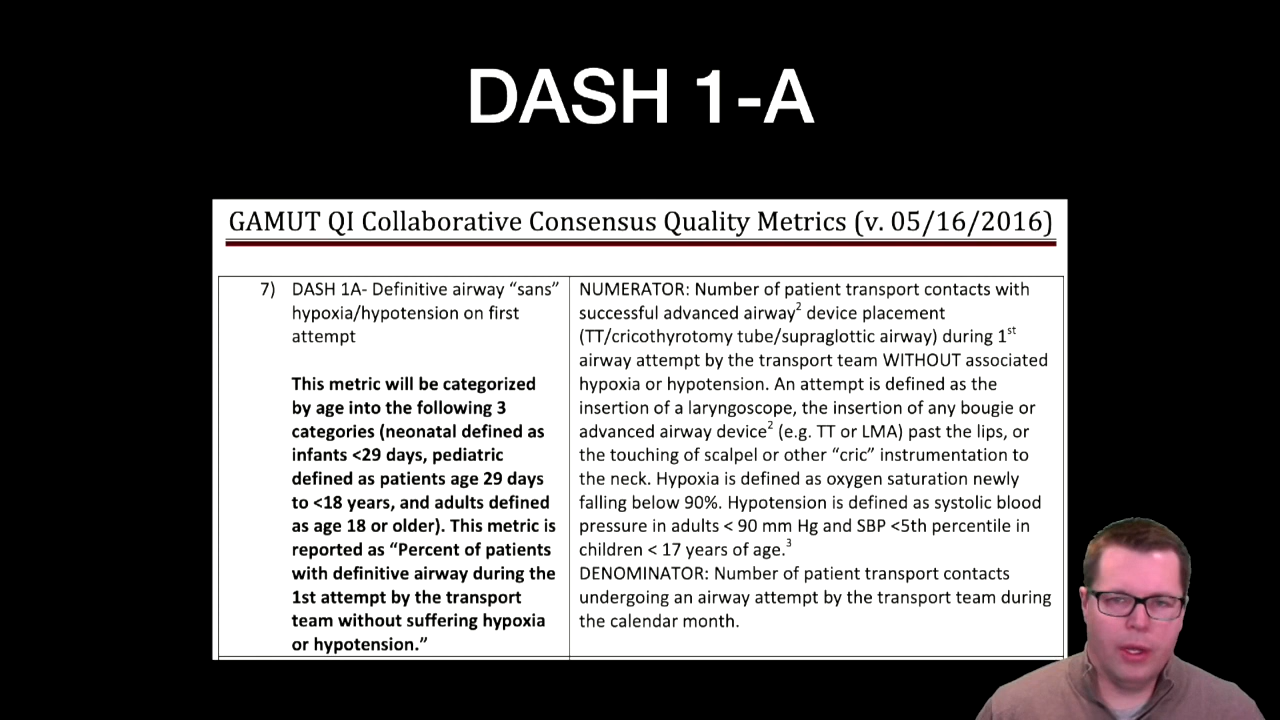 DASH 1-A
GAMUT QI Collaborative Consensus Quality Metrics (v. 05/16/2016)
7) DASH 1A- Definitive airway “sans”
hypoxia/hypotension on first
attempt
This metric will be categorized
by age into the following 3
categories (neonatal defined as
infants <29 days, pediatric
defined as patients age 29 days
to <18 years, and adults defined
as age 18 or older). This metric is
reported as “Percent of patients
with definitive airway during the
1st attempt by the transport
team without suffering hypoxia
or hypotension.”
NUMERATOR: Number of patient transport contacts with
successful advanced airway2 device placement
(TT/cricothyrotomy tube/supraglottic airway) during 1st
airway attempt by the transport team WITHOUT associated
hypoxia or hypotension. An attempt is defined as the
insertion of a laryngoscope, the insertion of any bougie or
advanced airway device2 (e.g. TT or LMA) past the lips, or
the touching of scalpel or other “cric” instrumentation to
the neck. Hypoxia is defined as oxygen saturation newly
falling below 90%. Hypotension is defined as systolic blood
pressure in adults < 90 mm Hg and SBP <5th percentile in
children < 17 years of age.3
DENOMINATOR: Number of patient transport contacts
undergoing an airway attempt by the transport team during
the calendar month.